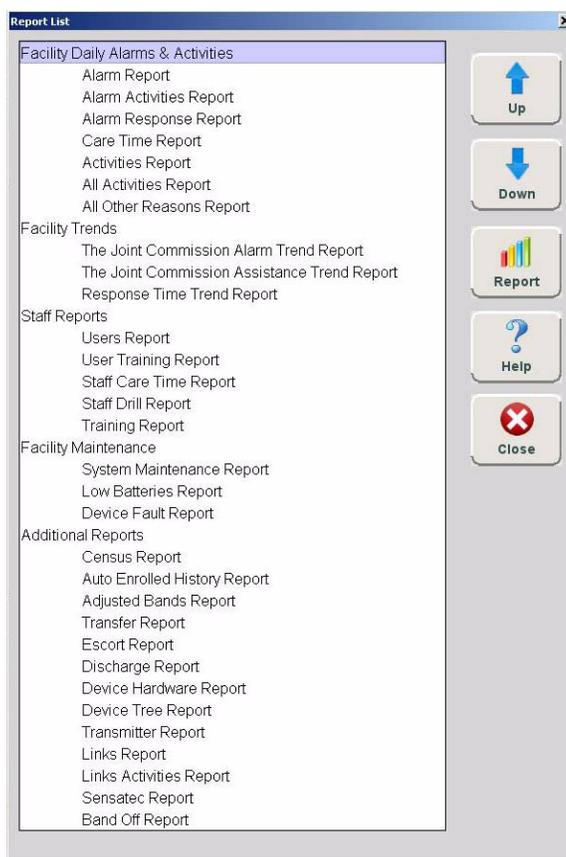 Report List
Facility Daily Alarms & Activities
Alarm Report
Alarm Activities Report
Alarm Response Report
Care Time Report
Activities Report
All Activities Report
All Other Reasons Report
Facility Trends
The Joint Commission Alarm Trend Report
The Joint Commission Assistance Trend Report
Response Time Trend Report
Staff Reports
Users Report
User Training Report
Staff Care Time Report
Staff Drill Report
Training Report
Facility Maintenance
System Maintenance Report
Low Batteries Report
Device Fault Report
Additional Reports
Census Report
Auto Enrolled History Report
Adjusted Bands Report
Transfer Report
Escort Report
Discharge Report
Device Hardware Report
Device Tree Report
Transmitter Report
Links Report
Links Activities Report
Sensatec Report
Band Off Report
Up
Down
Report
Help
Close